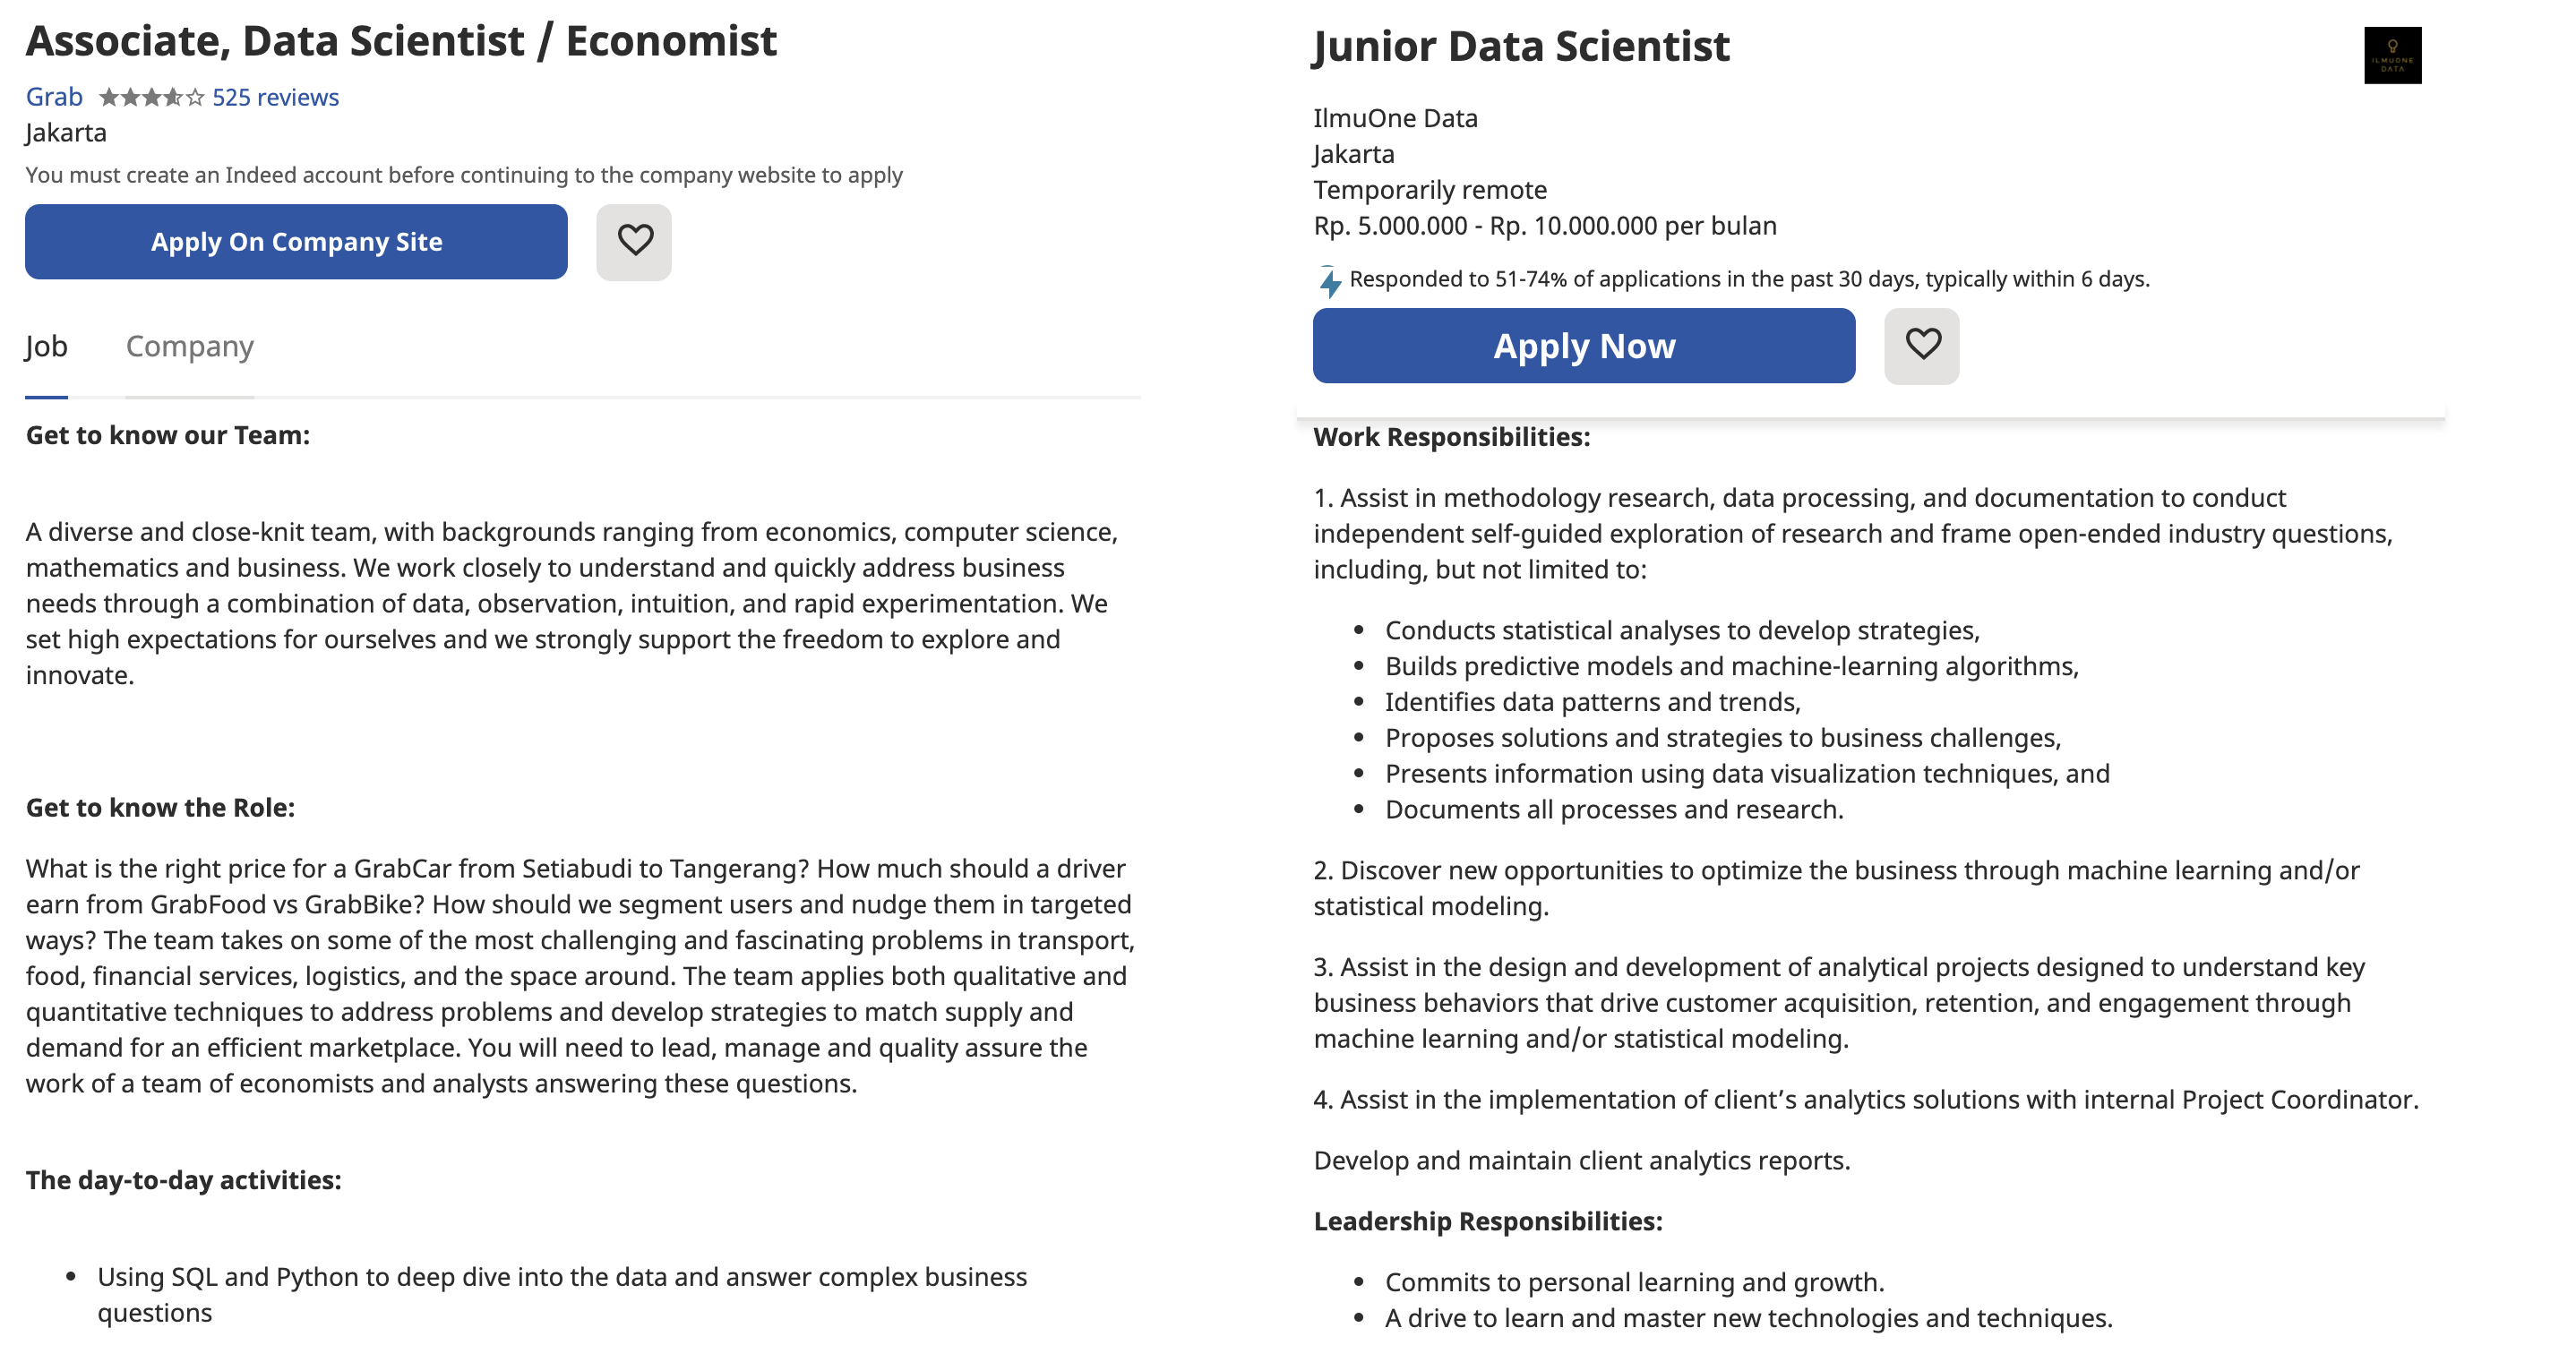 Associate, Data Scientist / Economist
Grab 525 reviews
Jakarta
You must create an Indeed account before continuing to the company website to apply
Apply On Company Site
Job Company
Get to know our Team:
A diverse and close-knit team, with backgrounds ranging from economics, computer science,
mathematics and business. We work closely to understand and quickly address business
needs through a combination of data, observation, intuition, and rapid experimentation. We
set high expectations for ourselves and we strongly support the freedom to explore and
innovate.
Get to know the Role:
What is the right price for a GrabCar from Setiabudi to Tangerang? How much should a driver
earn from GrabFood vs GrabBike? How should we segment users and nudge them in targeted
ways? The team takes on some of the most challenging and fascinating problems in transport,
food, financial services, logistics, and the space around. The team applies both qualitative and
quantitative techniques to address problems and develop strategies to match supply and
demand for an efficient marketplace. You will need to lead, manage and quality assure the
work of a team of economists and analysts answering these questions.
The day-to-day activities:
• Using SQL and Python to deep dive into the data and answer complex business
questions
Junior Data Scientist
ILMUONE
DATA
IlmuOne Data
Jakarta
Temporarily remote
Rp. 5.000.000 - Rp. 10.000.000 per bulan
Responded to 51-74% of applications in the past 30 days, typically within 6 days.
Apply Now
Work Responsibilities:
1. Assist in methodology research, data processing, and documentation to conduct
independent self-guided exploration of research and frame open-ended industry questions,
including, but not limited to:
• Conducts statistical analyses to develop strategies,
• Builds predictive models and machine-learning algorithms,
• Identifies data patterns and trends,
• Proposes solutions and strategies to business challenges,
• Presents information using data visualization techniques, and
• Documents all processes and research.
2. Discover new opportunities to optimize the business through machine learning and/or
statistical modeling.
3. Assist in the design and development of analytical projects designed to understand key
business behaviors that drive customer acquisition, retention, and engagement through
machine learning and/or statistical modeling.
4. Assist in the implementation of client’s analytics solutions with internal Project Coordinator.
Develop and maintain client analytics reports.
Leadership Responsibilities:
• Commits to personal learning and growth.
• A drive to learn and master new technologies and techniques.